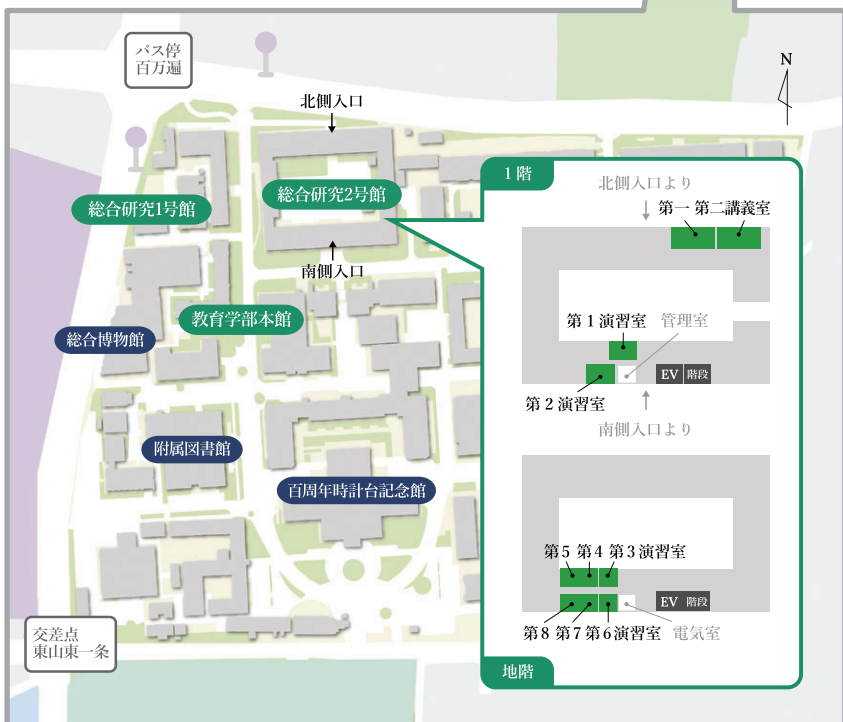 バス停
百万遍
北側入口
N
総合研究1号館
総合研究2号館
南側入口
教育学部本館
総合博物館
附属図書館
百周年時計台記念館
交差点
東山東一条
1階
北側入口より
第一 第二講義室
第1演習室 管理室
EV 階段
第2演習室
南側入口より
第5 第4 第3演習室
EV 階段
第8 第7 第6演習室 電気室
地階